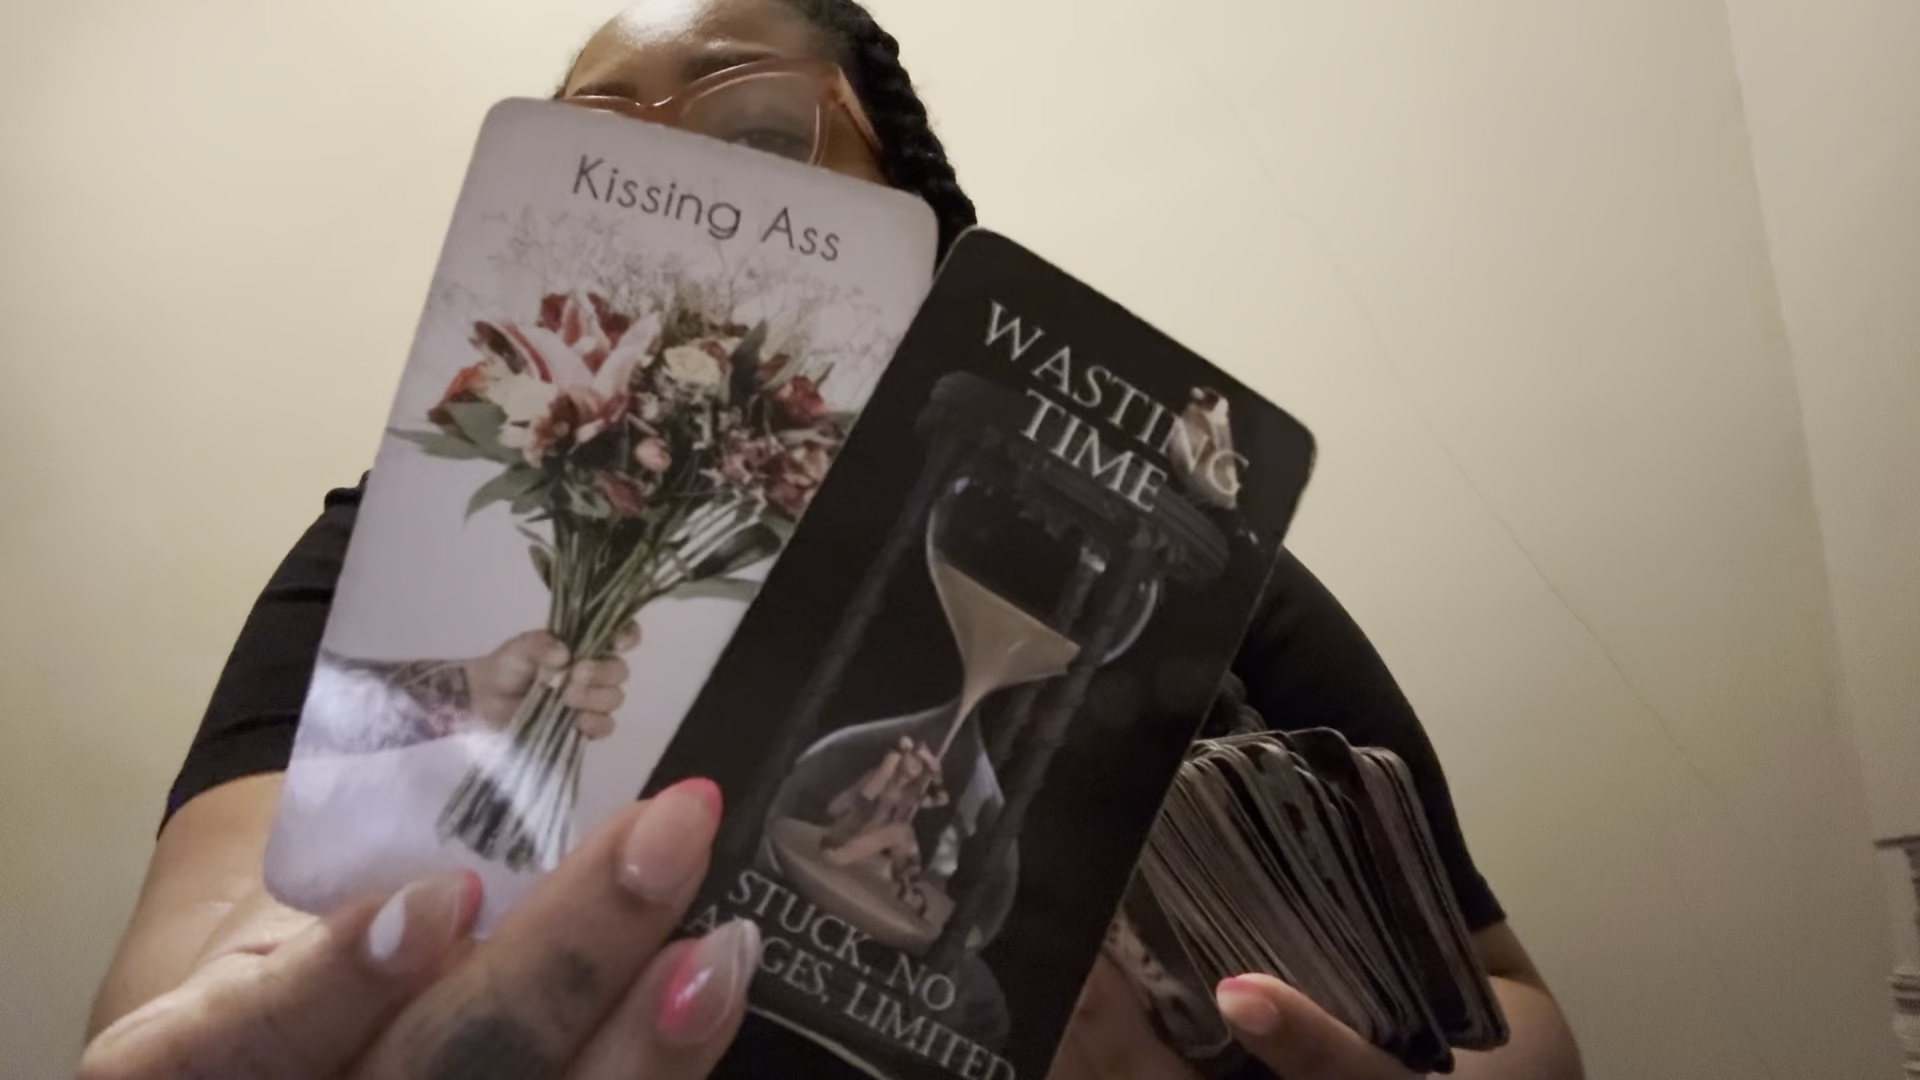 Kissing Ass
WASTING
TIME
STUCK, NO
LIMITED